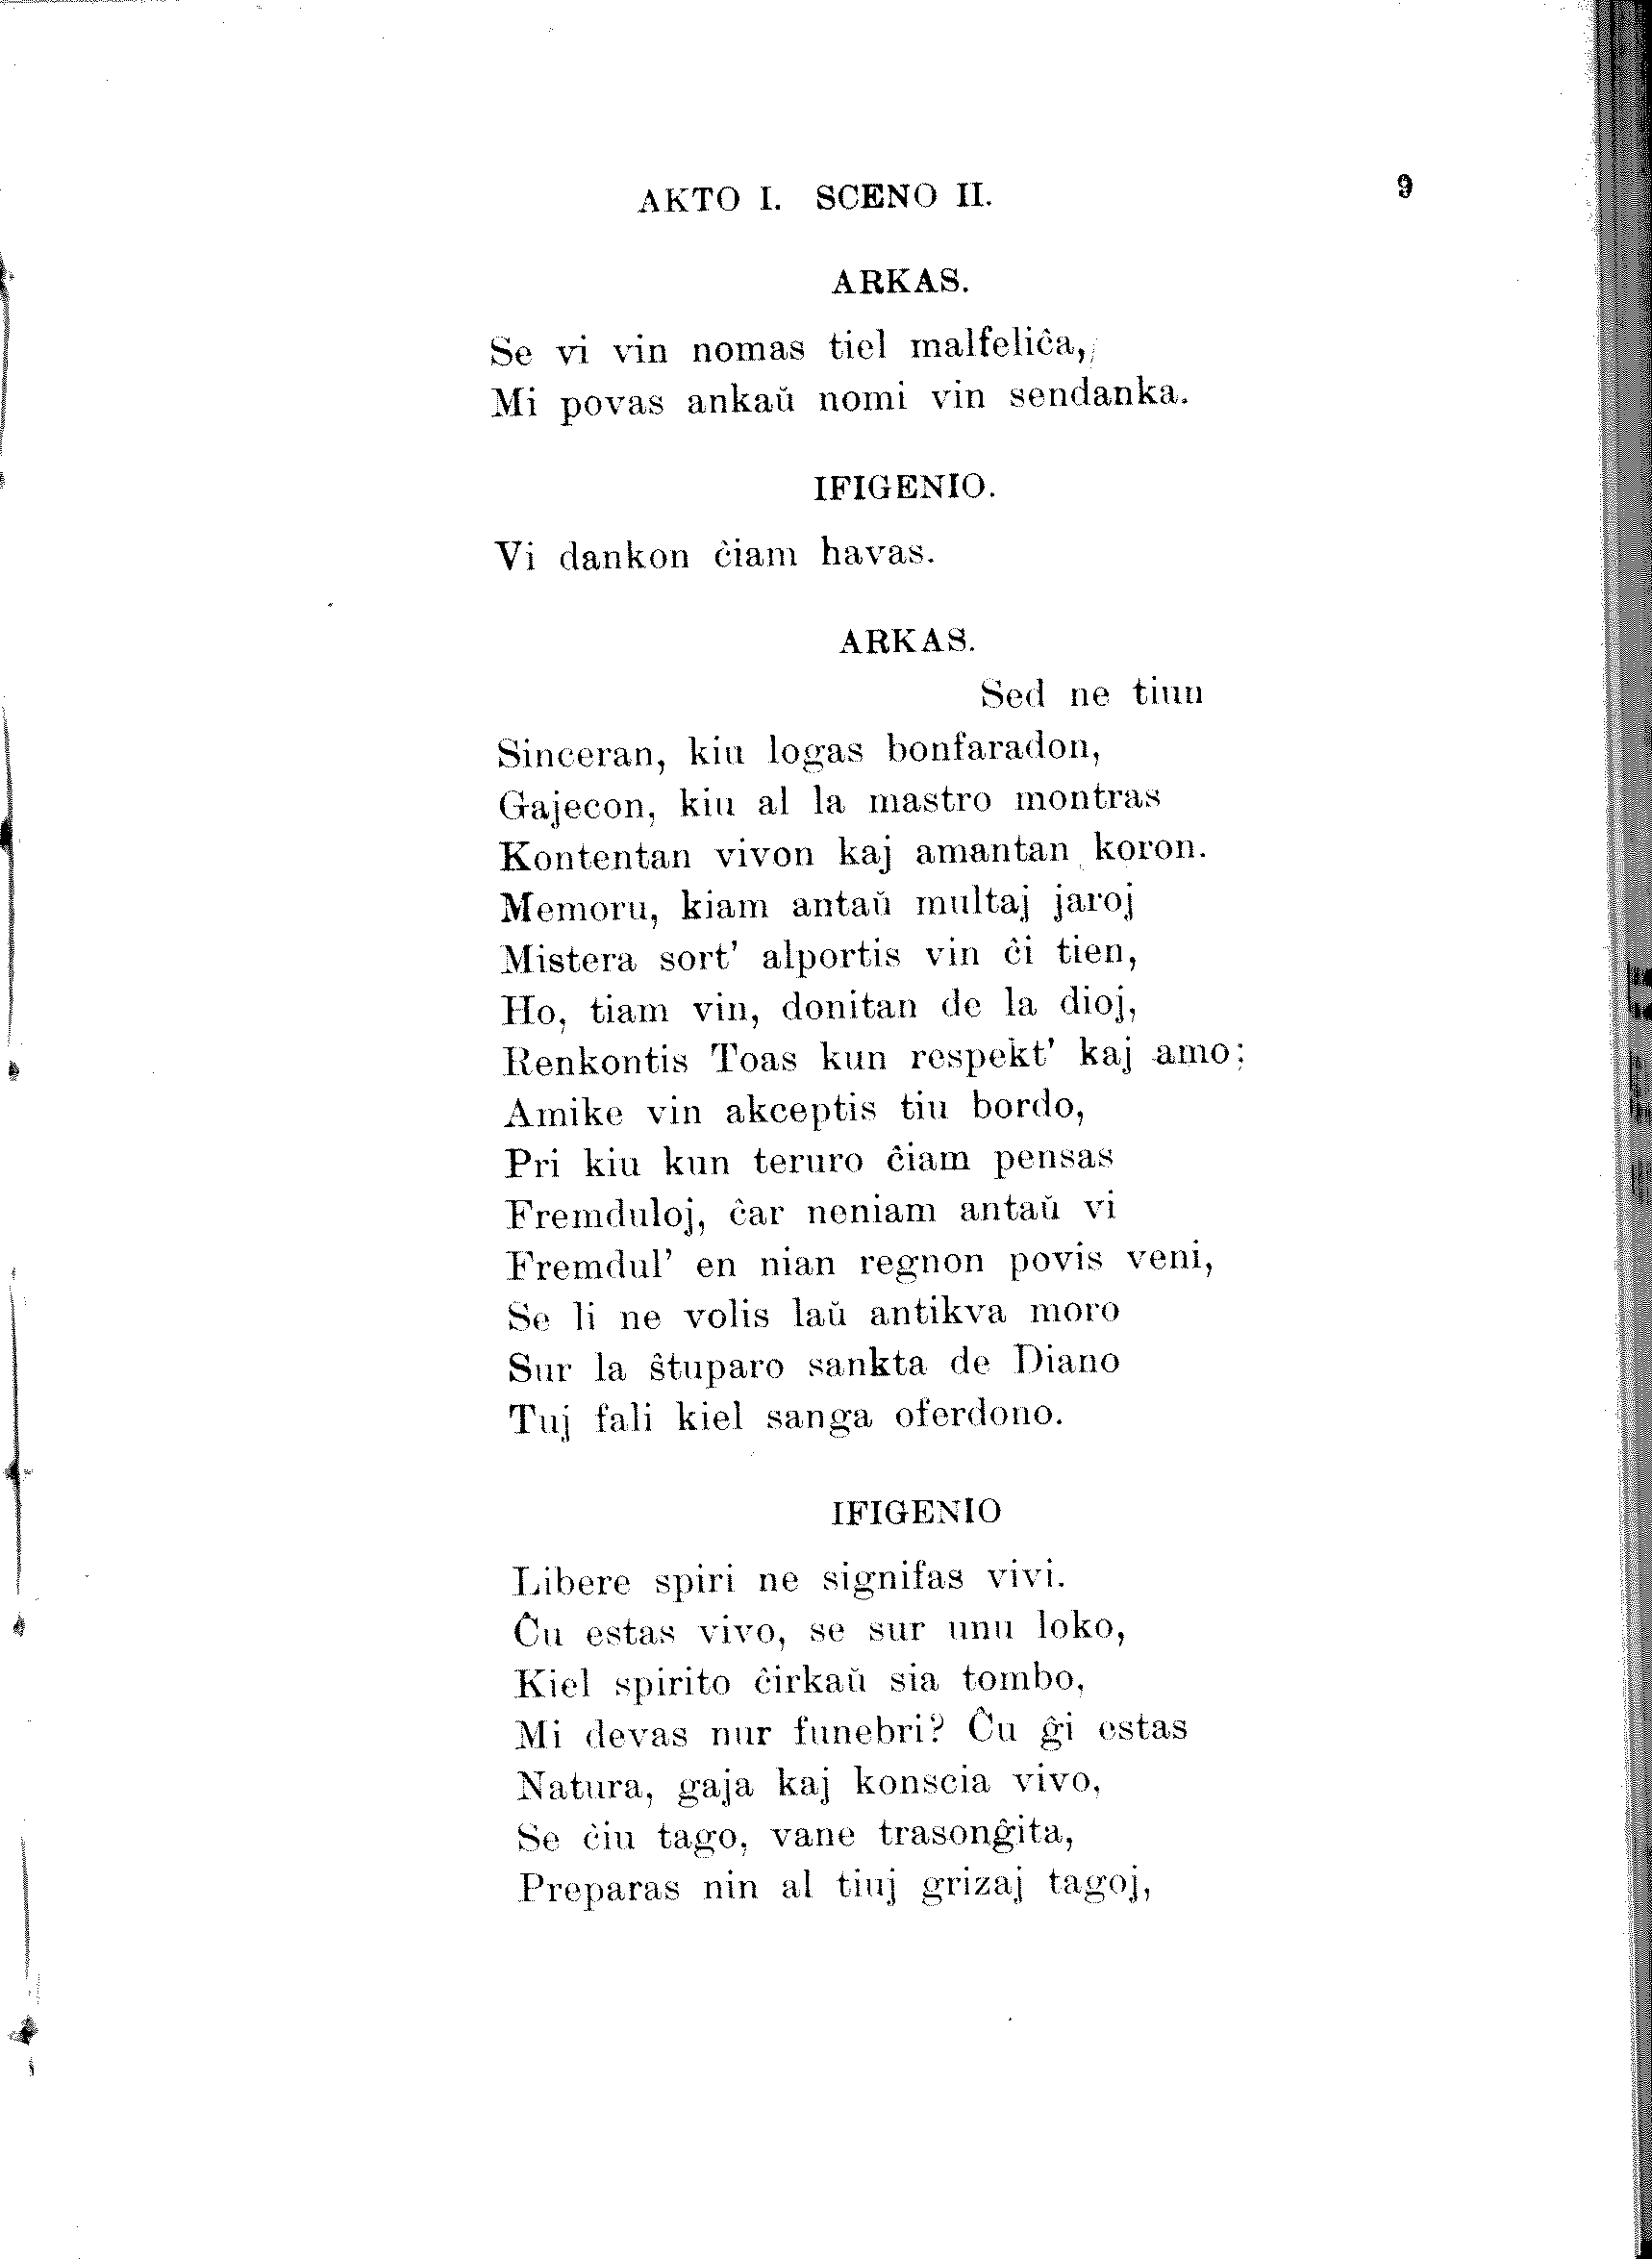 AKTO I. SCENO II.
9
ARKAS.
Se vi vin nomas tiel malfeliĉa,
Mi povas ankaŭ nomi vin sendanka.
IFIGENIO.
Vi dankon ĉiam havas.
ARKAS.
Sed ne tiun
Sinceran, kiu logas bonfaradon,
Gajecon, kiu al la mastro montras
Kontentan vivon kaj amantan koron.
Memoru, kiam antaŭ multaj jaroj
Mistera sort’ alportis vin ĉi tien,
Ho, tiam vin, donitan de la dioj,
Renkontis Toas kun respekt’ kaj amo;
Amike vin akceptis tiu bordo,
Pri kiu kun teruro ĉiam pensas
Fremduloj, ĉar neniam antaŭ vi
Fremdul’ en nian regnon povis veni,
Se li ne volis laŭ antikva moro
Sur la ŝtuparo sankta de Diano
Tuj fali kiel sanga oferdono.
IFIGENIO
Libere spiri ne signifas vivi.
Ĉu estas vivo, se sur unu loko,
Kiel spirito ĉirkaŭ sia tombo,
Mi devas nur funebri? Ĉu ĝi estas
Natura, gaja kaj konscia vivo,
Se ĉiu tago, vane trasonĝita,
Preparas nin al tiuj grizaj tagoj,